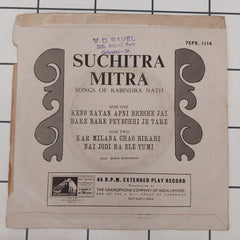 7EPE. 1114
V. D. RAVEL
SUCHITRA
MITRA
SONGS OF RABINDRA NATH
SIDE ONE
KENO NAYAN APNI BHESHE JAI
BARE BARE PEYECHHI JE TARE
SIDE TWO
KAR MILANA CHAO BIRAHI
NAI JODI BA ELE TUMI
45 R.P.M. EXTENDED PLAY RECORD
THE GRAMOPHONE COMPANY OF INDIA LIMITED.